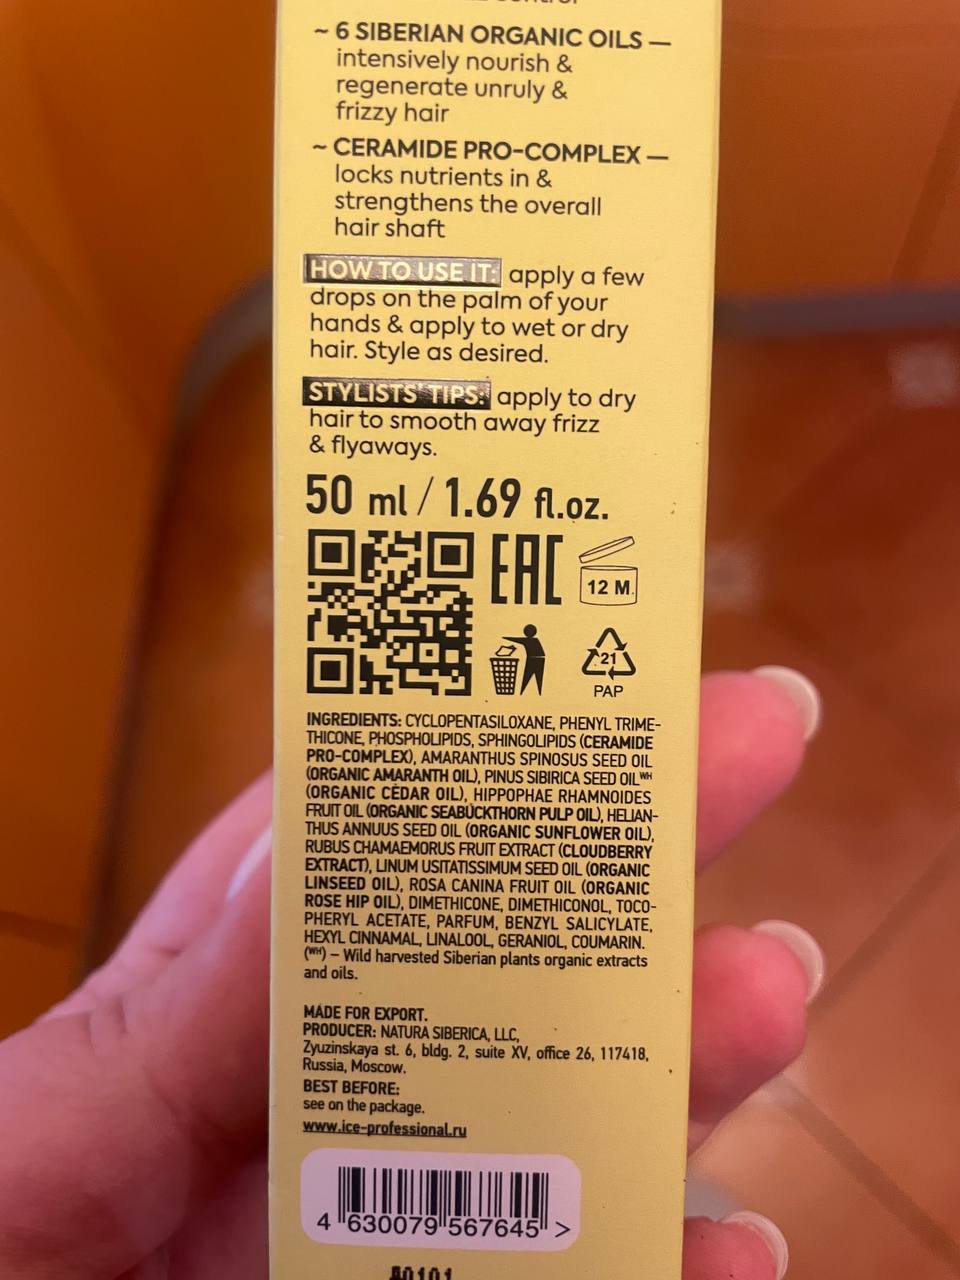 control
~ 6 SIBERIAN ORGANIC OILS —
intensively nourish &
regenerate unruly &
frizzy hair
~ CERAMIDE PRO-COMPLEX —
locks nutrients in &
strengthens the overall
hair shaft
HOW TO USE IT: apply a few
drops on the palm of your
hands & apply to wet or dry
hair. Style as desired.
STYLISTS' TIPS: apply to dry
hair to smooth away frizz
& flyaways.
50 ml / 1.69 fl.oz.
EAC
12 M.
21
PAP
INGREDIENTS: CYCLOPENTASILOXANE, PHENYL TRIME-
THICONE, PHOSPHOLIPIDS, SPHINGOLIPIDS (CERAMIDE
PRO-COMPLEX), AMARANTHUS SPINOSUS SEED OIL
(ORGANIC AMARANTH OIL), PINUS SIBIRICA SEED OIL ᵂᴴ
(ORGANIC CEDAR OIL), HIPPOPHAE RHAMNOIDES
FRUIT OIL (ORGANIC SEABUCKTHORN PULP OIL), HELIAN-
THUS ANNUUS SEED OIL (ORGANIC SUNFLOWER OIL),
RUBUS CHAMAEMORUS FRUIT EXTRACT (CLOUDBERRY
EXTRACT), LINUM USITATISSIMUM SEED OIL (ORGANIC
LINSEED OIL), ROSA CANINA FRUIT OIL (ORGANIC
ROSE HIP OIL), DIMETHICONE, DIMETHICONOL, TOCO-
PHERYL ACETATE, PARFUM, BENZYL SALICYLATE,
HEXYL CINNAMAL, LINALOOL, GERANIOL, COUMARIN.
(ᵂᴴ) – Wild harvested Siberian plants organic extracts
and oils.
MADE FOR EXPORT.
PRODUCER: NATURA SIBERICA, LLC,
Zyuzinskaya st. 6, bldg. 2, suite XV, office 26, 117418,
Russia, Moscow.
BEST BEFORE:
see on the package.
www.ice-professional.ru
4 630079 567645 >